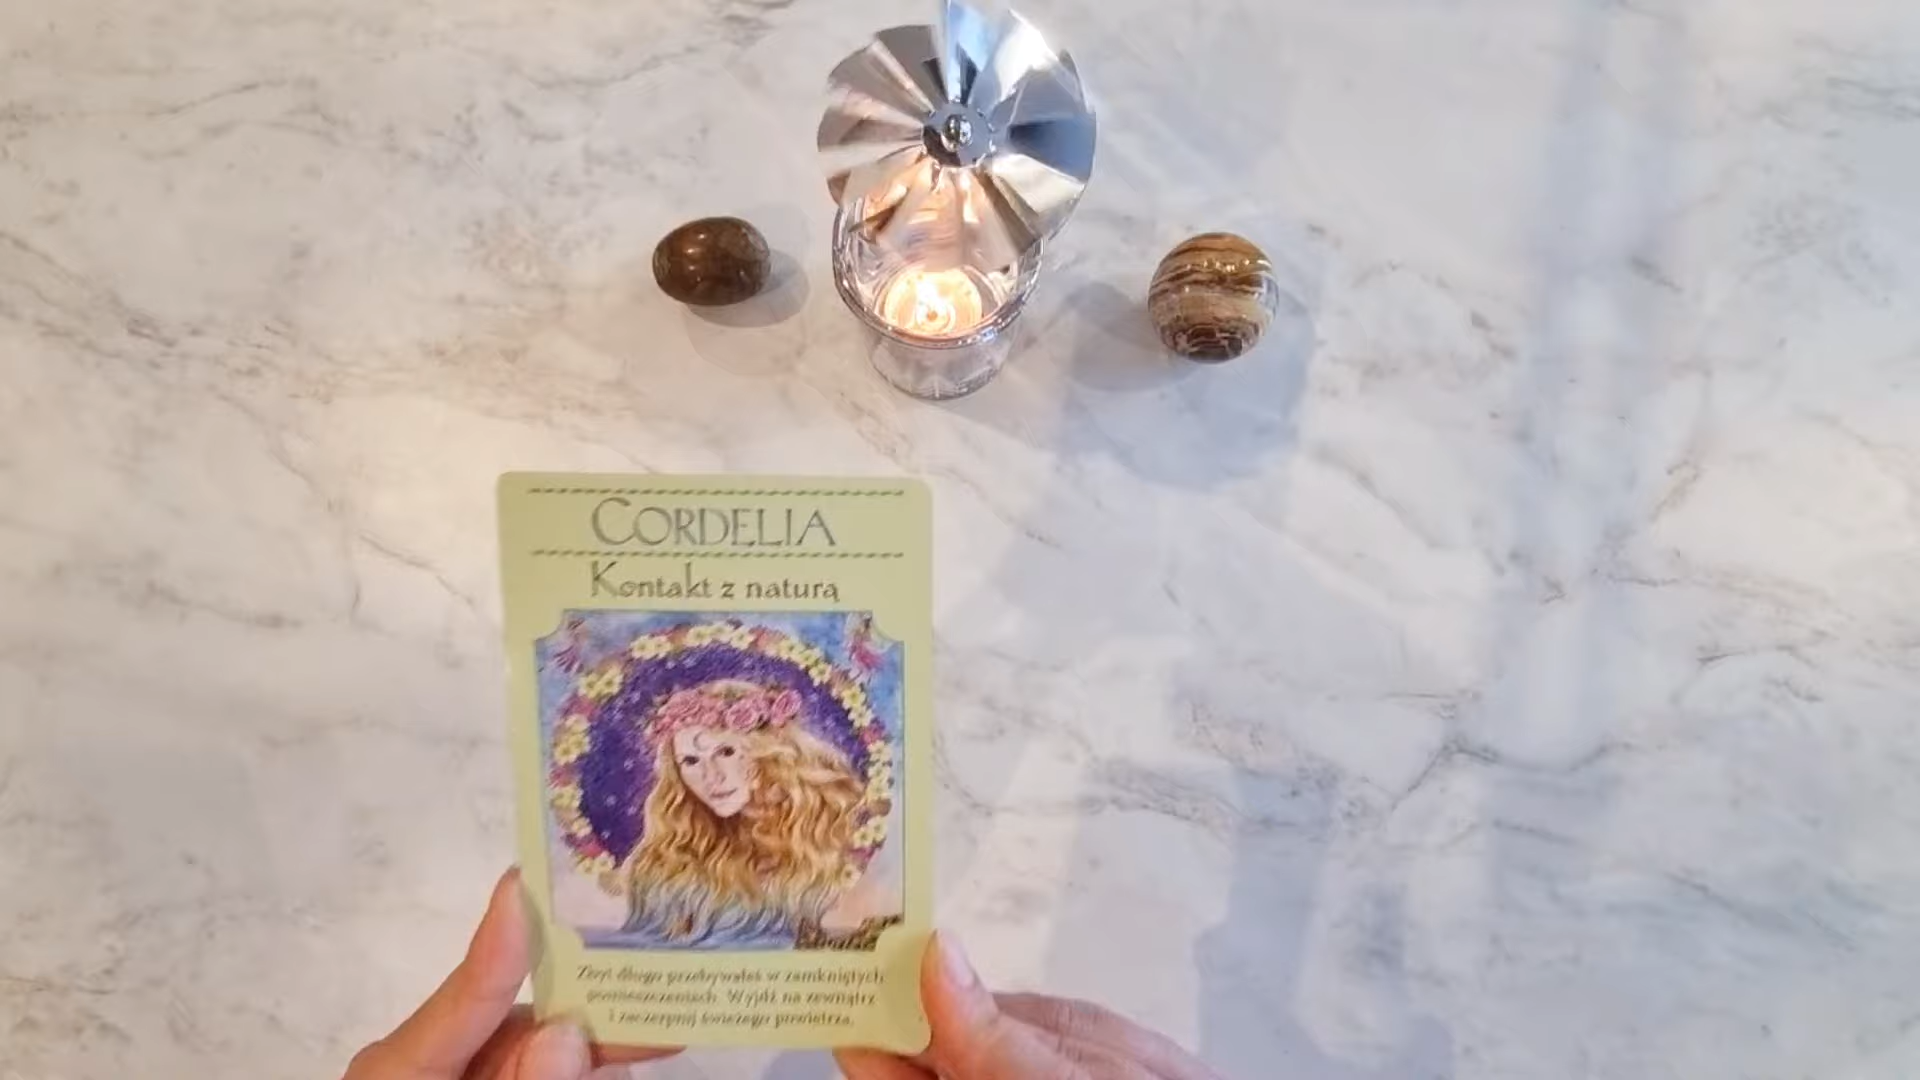 CORDELIA
Kontakt z naturą
Zbyt długo przebywałeś w zamkniętych
pomieszczeniach. Wyjdź na zewnątrz
i zaczerpnij świeżego powietrza.